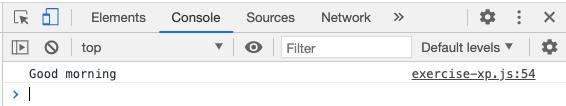 Elements Console Sources Network
top Filter Default levels
Good morning exercise-xp.js:54